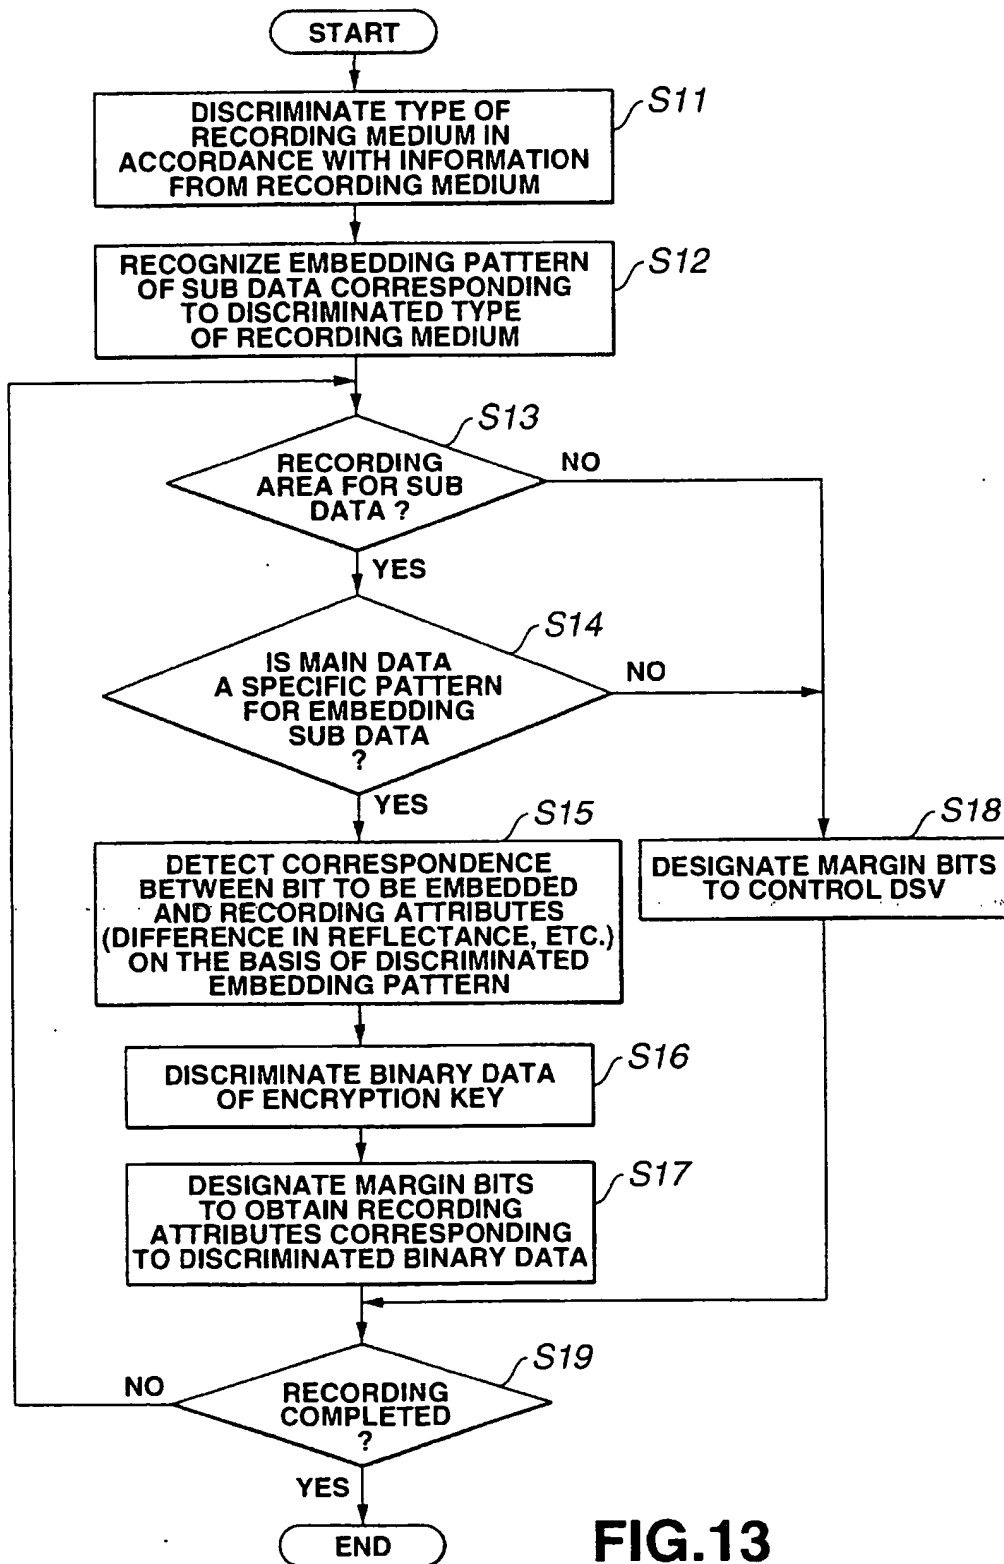 START
S11
DISCRIMINATE TYPE OF
RECORDING MEDIUM IN
ACCORDANCE WITH INFORMATION
FROM RECORDING MEDIUM
S12
RECOGNIZE EMBEDDING PATTERN
OF SUB DATA CORRESPONDING
TO DISCRIMINATED TYPE
OF RECORDING MEDIUM
S13
RECORDING
AREA FOR SUB
DATA ?
NO
YES
S14
IS MAIN DATA
A SPECIFIC PATTERN
FOR EMBEDDING
SUB DATA
?
NO
YES
S15
DETECT CORRESPONDENCE
BETWEEN BIT TO BE EMBEDDED
AND RECORDING ATTRIBUTES
(DIFFERENCE IN REFLECTANCE, ETC.)
ON THE BASIS OF DISCRIMINATED
EMBEDDING PATTERN
S18
DESIGNATE MARGIN BITS
TO CONTROL DSV
S16
DISCRIMINATE BINARY DATA
OF ENCRYPTION KEY
S17
DESIGNATE MARGIN BITS
TO OBTAIN RECORDING
ATTRIBUTES CORRESPONDING
TO DISCRIMINATED BINARY DATA
S19
RECORDING
COMPLETED
?
NO
YES
END
FIG.13